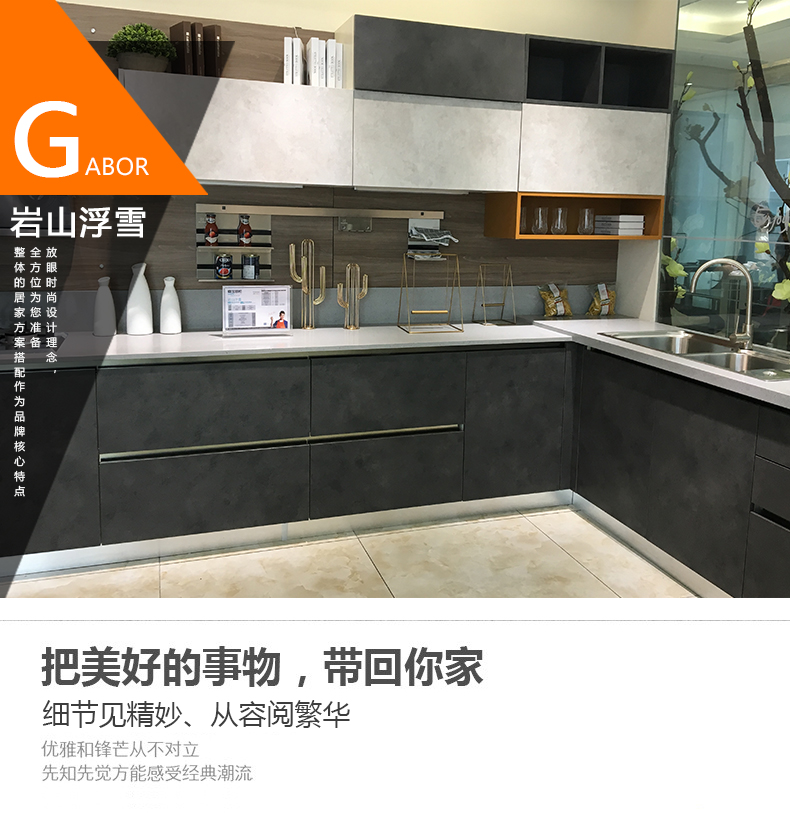 GABOR
岩山浮雪
放眼时尚设计理念，
全方位为您准备
整体的居家方案搭配作为品牌核心特点
Enjoy
把美好的事物，带回你家
细节见精妙、从容阅繁华
优雅和锋芒从不对立
先知先觉方能感受经典潮流